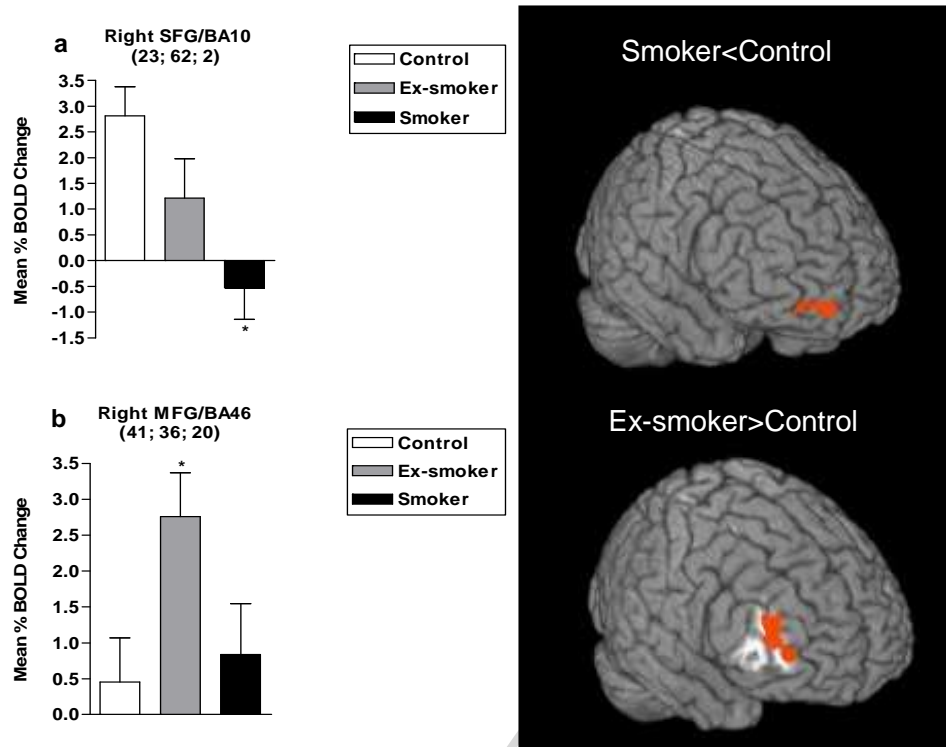 a
Right SFG/BA10
(23; 62; 2)
Mean % BOLD Change
3.5
3.0
2.5
2.0
1.5
1.0
0.5
0.0
-0.5
-1.0
-1.5
*
Control
Ex-smoker
Smoker
Smoker<Control
b
Right MFG/BA46
(41; 36; 20)
Mean % BOLD Change
3.5
3.0
2.5
2.0
1.5
1.0
0.5
0.0
*
Control
Ex-smoker
Smoker
Ex-smoker>Control